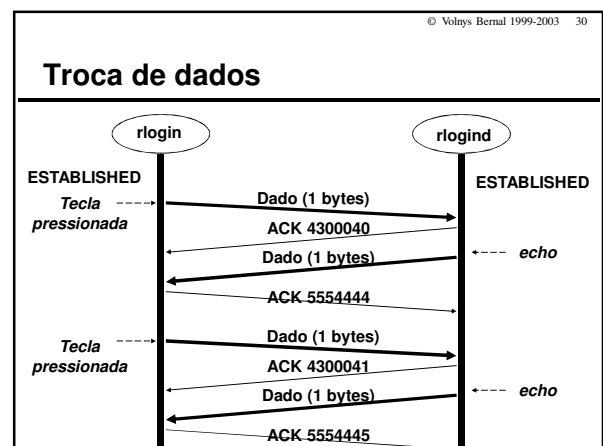 © Volnys Bernal 1999-2003 30
Troca de dados
rlogin
rlogind
ESTABLISHED
ESTABLISHED
Tecla
pressionada
Dado (1 bytes)
ACK 4300040
Dado (1 bytes)
echo
ACK 5554444
Tecla
pressionada
Dado (1 bytes)
ACK 4300041
Dado (1 bytes)
echo
ACK 5554445